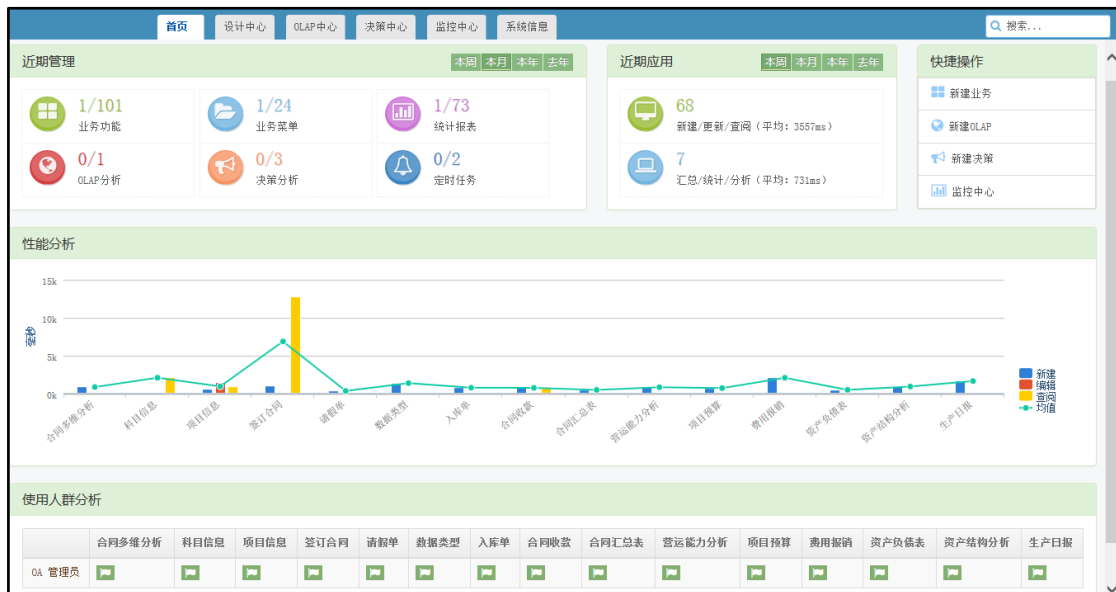 首页 设计中心 OLAP中心 决策中心 监控中心 系统信息 搜索...
近期管理 本周 本月 本年 去年
1/101
业务功能
1/24
业务菜单
1/73
统计报表
0/1
OLAP分析
0/3
决策分析
0/2
定时任务
近期应用 本周 本月 本年 去年
68
新建/更新/查阅（平均：3557ms）
7
汇总/统计/分析（平均：731ms）
快捷操作
新建业务
新建OLAP
新建决策
监控中心
性能分析
15k
10k
5k
0k
毫秒
合同多维分析 科目信息 项目信息 签订合同 请假单 数据类型 入库单 合同收款 合同汇总表 营运能力分析 项目预算 费用报销 资产负债表 资产结构分析 生产日报
新建
编辑
查阅
均值
使用人群分析
合同多维分析 科目信息 项目信息 签订合同 请假单 数据类型 入库单 合同收款 合同汇总表 营运能力分析 项目预算 费用报销 资产负债表 资产结构分析 生产日报
OA 管理员